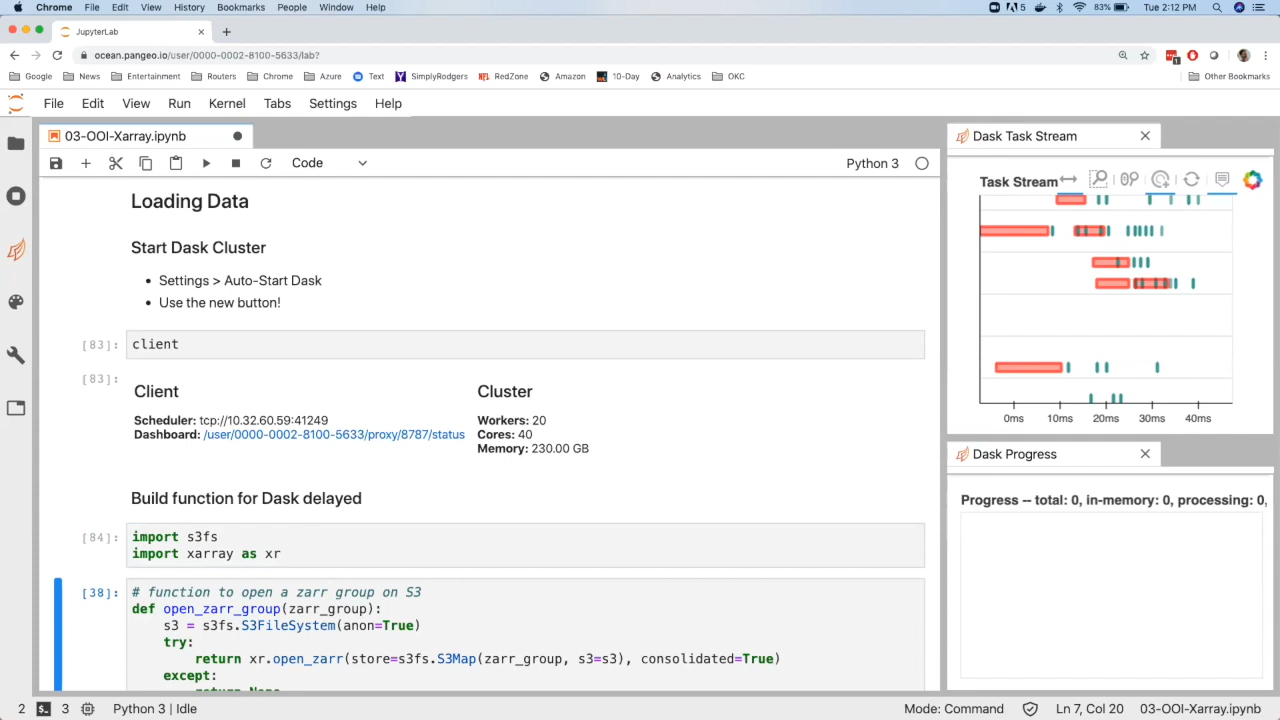 Chrome File Edit View History Bookmarks People Window Help 5 83% Tue 2:12 PM
JupyterLab
ocean.pangeo.io/user/0000-0002-8100-5633/lab?
Google News Entertainment Routers Chrome Azure Text SimplyRodgers RedZone Amazon 10-Day Analytics OKC Other Bookmarks
File Edit View Run Kernel Tabs Settings Help
03-OOI-Xarray.ipynb
Code Python 3
Loading Data
Start Dask Cluster
• Settings > Auto-Start Dask
• Use the new button!
[83]: client
[83]:
Client
Scheduler: tcp://10.32.60.59:41249
Dashboard: /user/0000-0002-8100-5633/proxy/8787/status
Cluster
Workers: 20
Cores: 40
Memory: 230.00 GB
Build function for Dask delayed
[84]: import s3fs
import xarray as xr
[38]: # function to open a zarr group on S3
def open_zarr_group(zarr_group):
s3 = s3fs.S3FileSystem(anon=True)
try:
return xr.open_zarr(store=s3fs.S3Map(zarr_group, s3=s3), consolidated=True)
except:
return None
Dask Task Stream
Task Stream
0ms 10ms 20ms 30ms 40ms
Dask Progress
Progress -- total: 0, in-memory: 0, processing: 0,
2 3 Python 3 | Idle Mode: Command Ln 7, Col 20 03-OOI-Xarray.ipynb